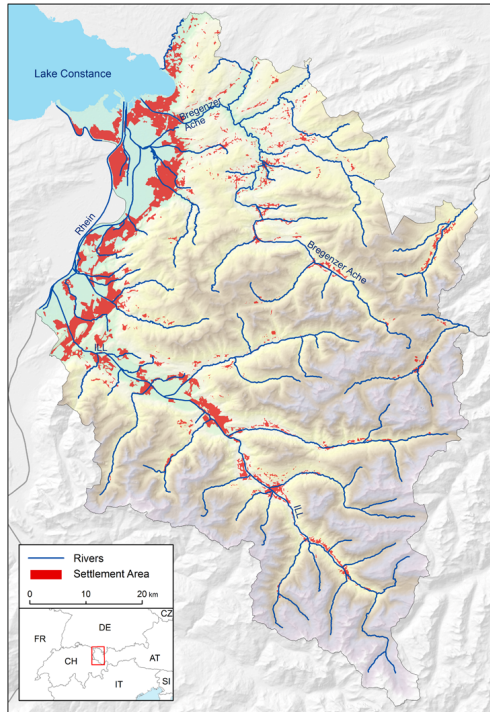 Lake Constance
Bregenzer
Ache
Rhein
Bregenzer Ache
ILL
ILL
Rivers
Settlement Area
0 10 20 km
CZ
DE
FR
CH
AT
IT
SI